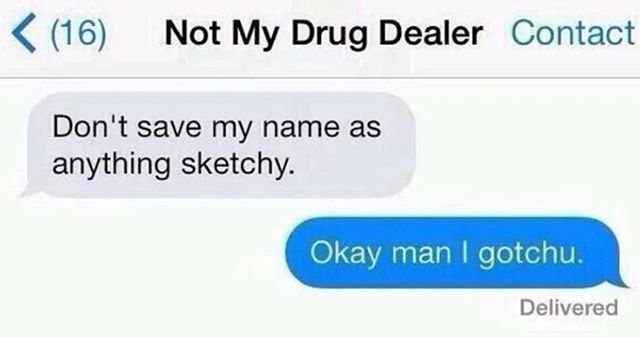 (16) Not My Drug Dealer Contact
Don't save my name as
anything sketchy.
Okay man I gotchu.
Delivered